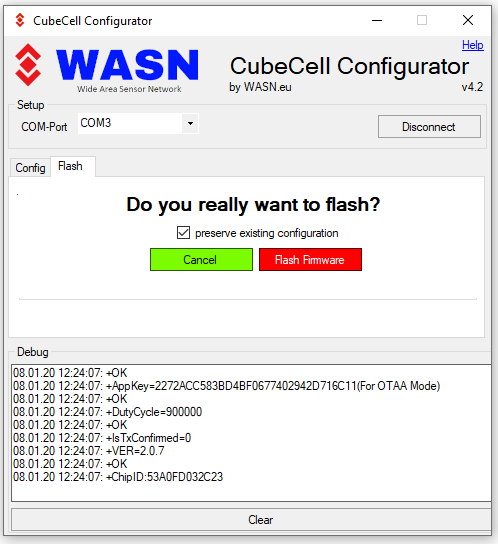 CubeCell Configurator
Help
WASN
Wide Area Sensor Network
CubeCell Configurator
by WASN.eu
v4.2
Setup
COM-Port
COM3
Disconnect
Config
Flash
Do you really want to flash?
preserve existing configuration
Cancel
Flash Firmware
Debug
08.01.20 12:24:07: +OK
08.01.20 12:24:07: +AppKey=2272ACC583BD4BF0677402942D716C11(For OTAA Mode)
08.01.20 12:24:07: +OK
08.01.20 12:24:07: +DutyCycle=900000
08.01.20 12:24:07: +OK
08.01.20 12:24:07: +IsTxConfirmed=0
08.01.20 12:24:07: +VER=2.0.7
08.01.20 12:24:07: +OK
08.01.20 12:24:07: +ChipID:53A0FD032C23
Clear